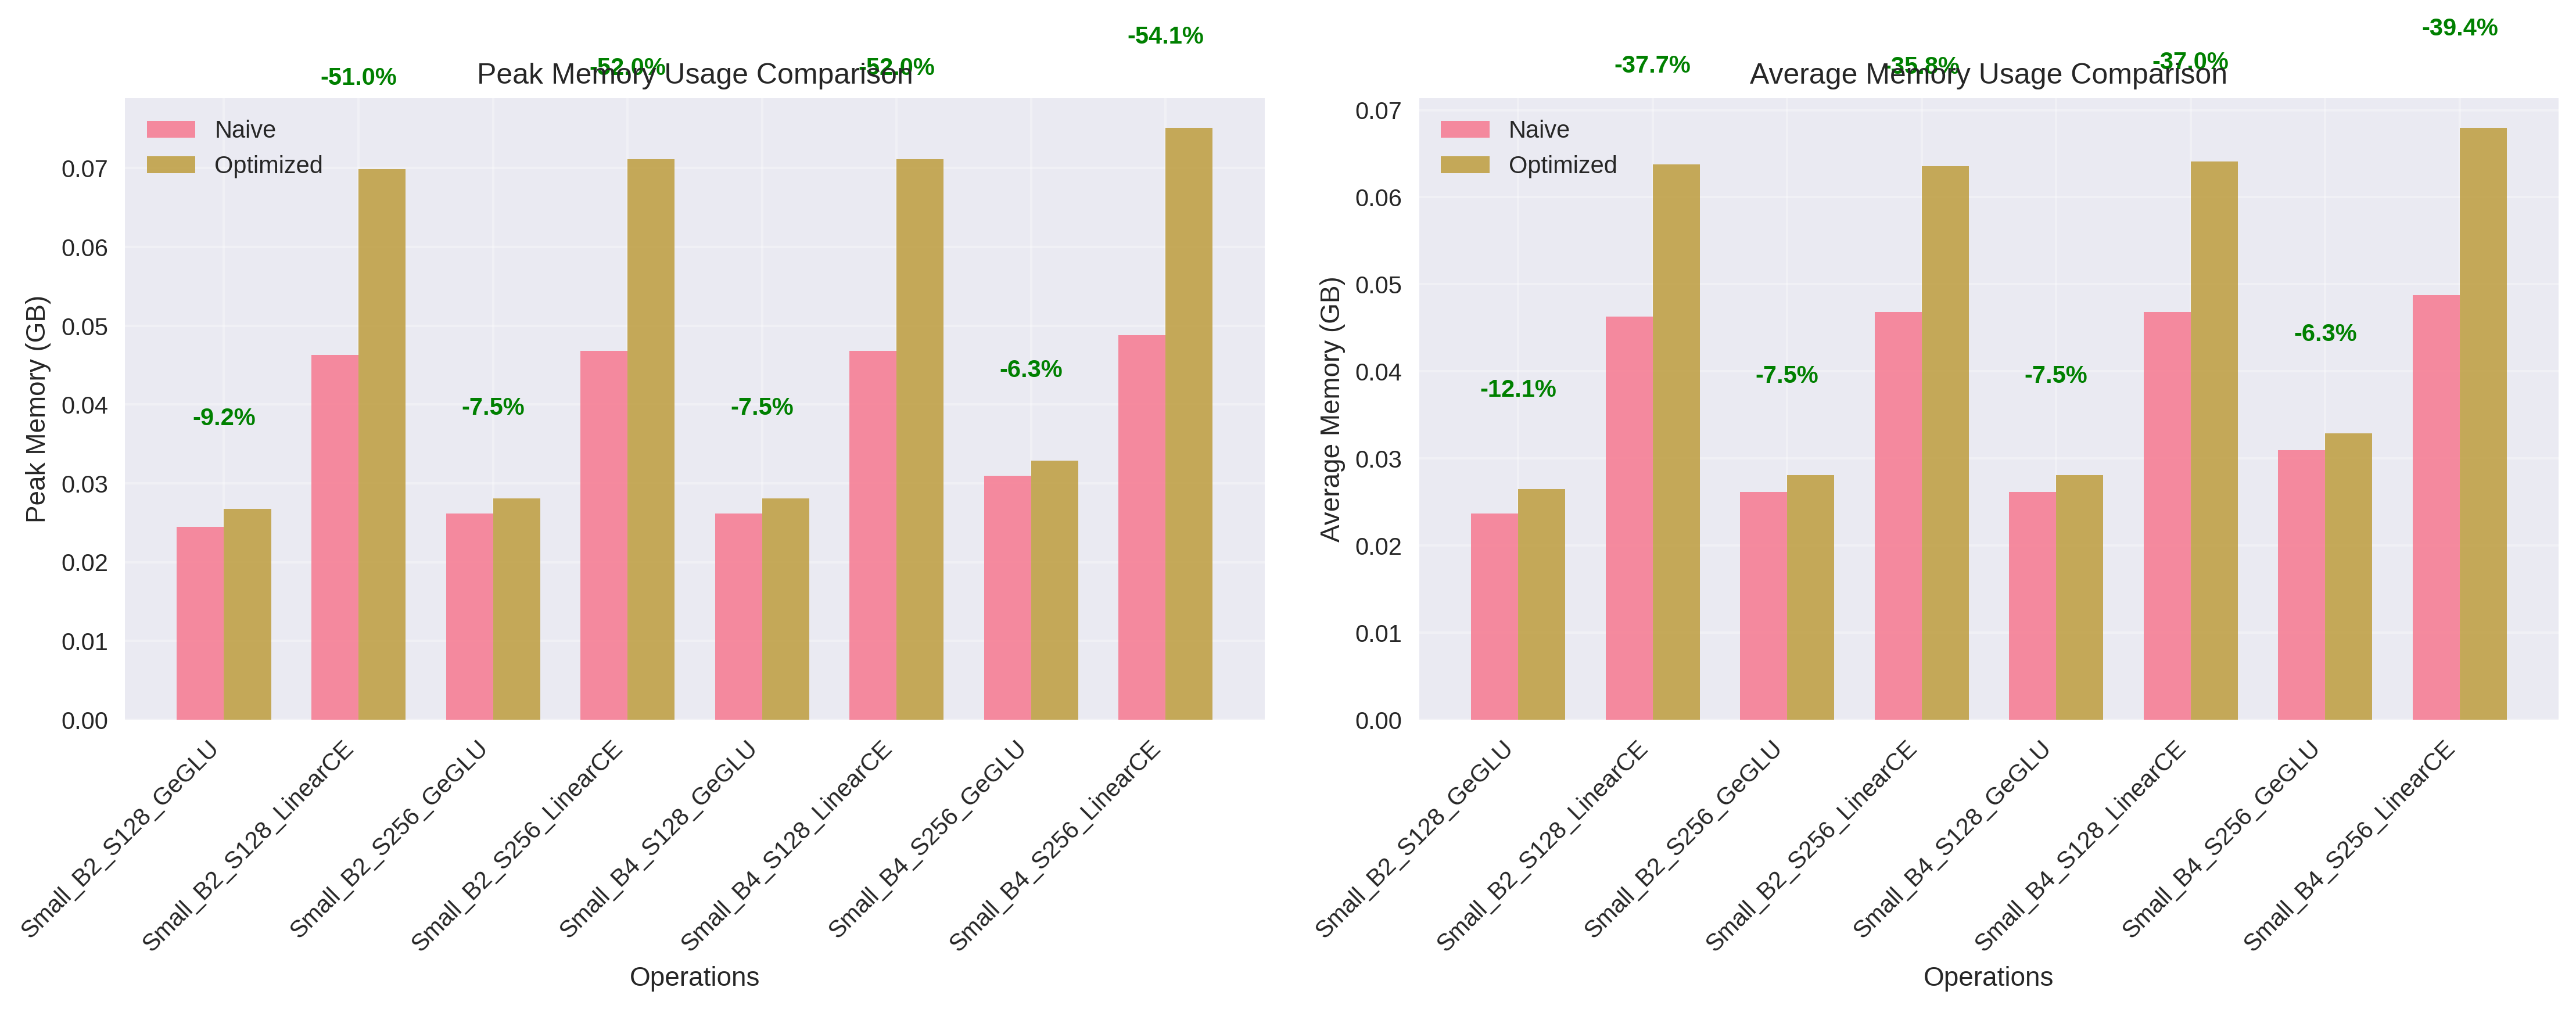 Peak Memory Usage Comparison
-51.0%
-52.0%
-52.0%
-54.1%
Naive
Optimized
-9.2%
-7.5%
-7.5%
-6.3%
Peak Memory (GB)
0.07
0.06
0.05
0.04
0.03
0.02
0.01
0.00
Small_B2_S128_GeGLU
Small_B2_S128_LinearCE
Small_B2_S256_GeGLU
Small_B2_S256_LinearCE
Small_B4_S128_GeGLU
Small_B4_S128_LinearCE
Small_B4_S256_GeGLU
Small_B4_S256_LinearCE
Operations
Average Memory Usage Comparison
-37.7%
-35.8%
-37.0%
-39.4%
Naive
Optimized
-12.1%
-7.5%
-7.5%
-6.3%
Average Memory (GB)
0.07
0.06
0.05
0.04
0.03
0.02
0.01
0.00
Small_B2_S128_GeGLU
Small_B2_S128_LinearCE
Small_B2_S256_GeGLU
Small_B2_S256_LinearCE
Small_B4_S128_GeGLU
Small_B4_S128_LinearCE
Small_B4_S256_GeGLU
Small_B4_S256_LinearCE
Operations